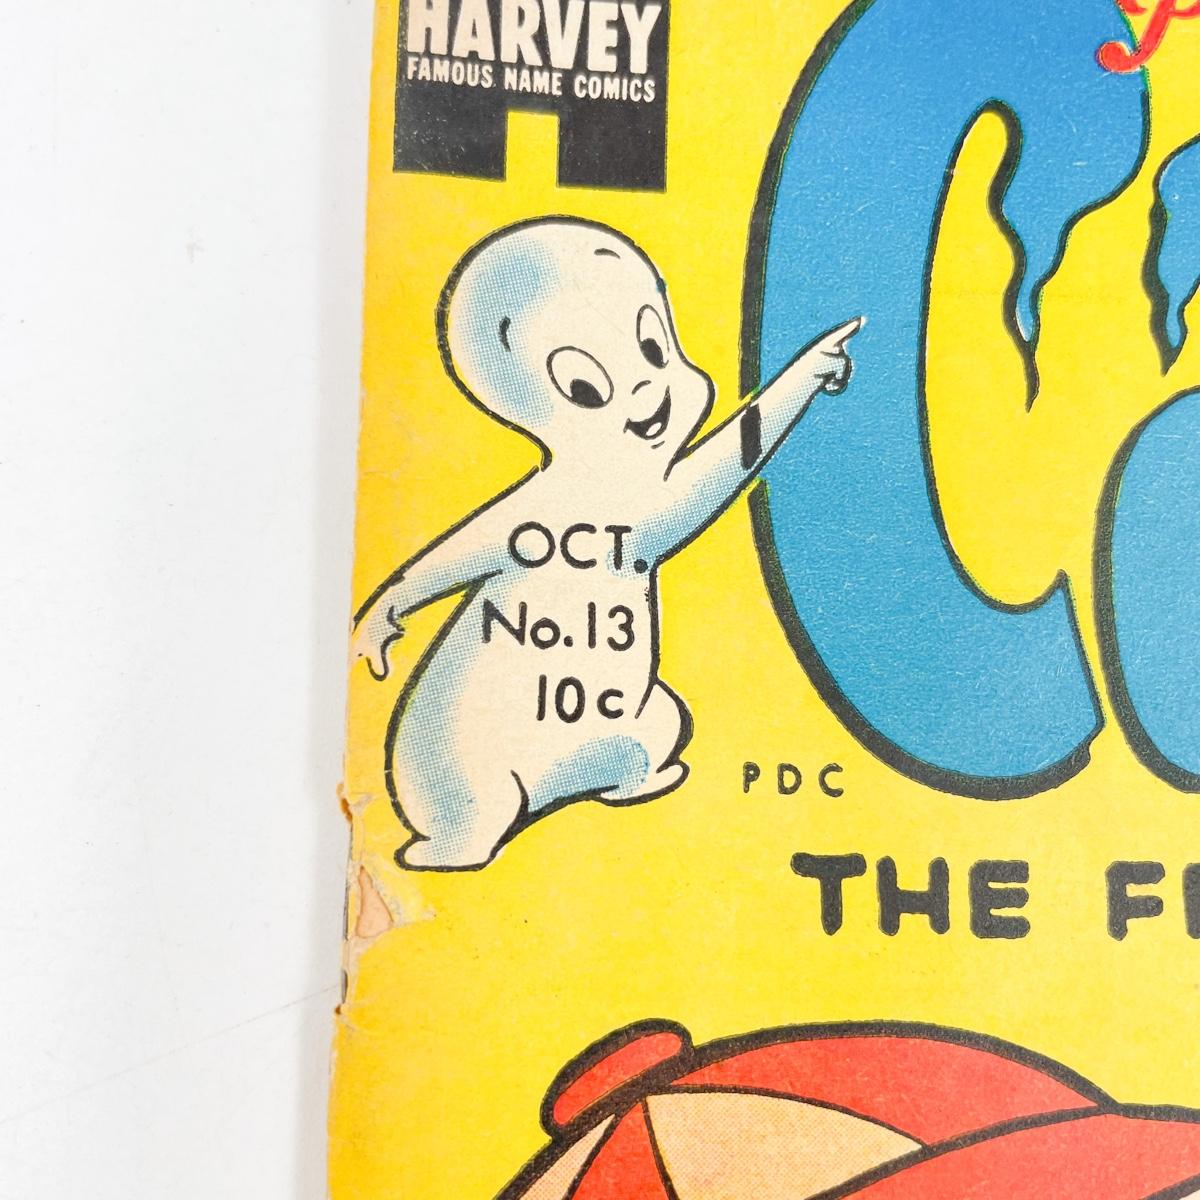 HARVEY
FAMOUS NAME COMICS
OCT.
No. 13
10c
PDC
THE